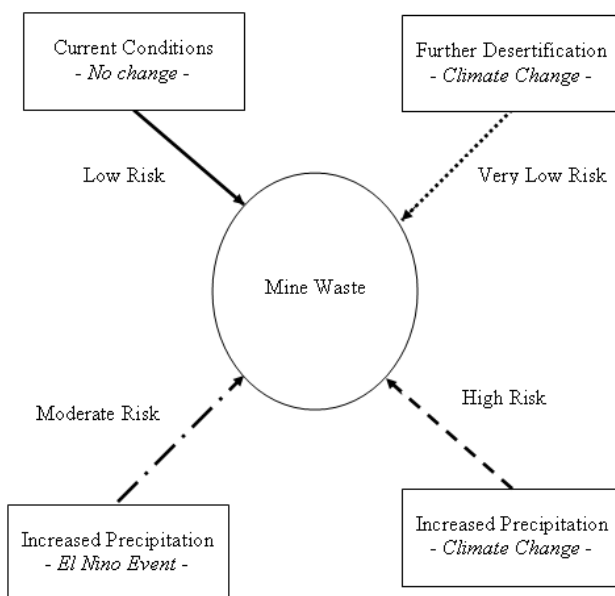 Current Conditions
- No change -
Further Desertification
- Climate Change -
Low Risk
Very Low Risk
Mine Waste
Moderate Risk
High Risk
Increased Precipitation
- El Nino Event -
Increased Precipitation
- Climate Change -